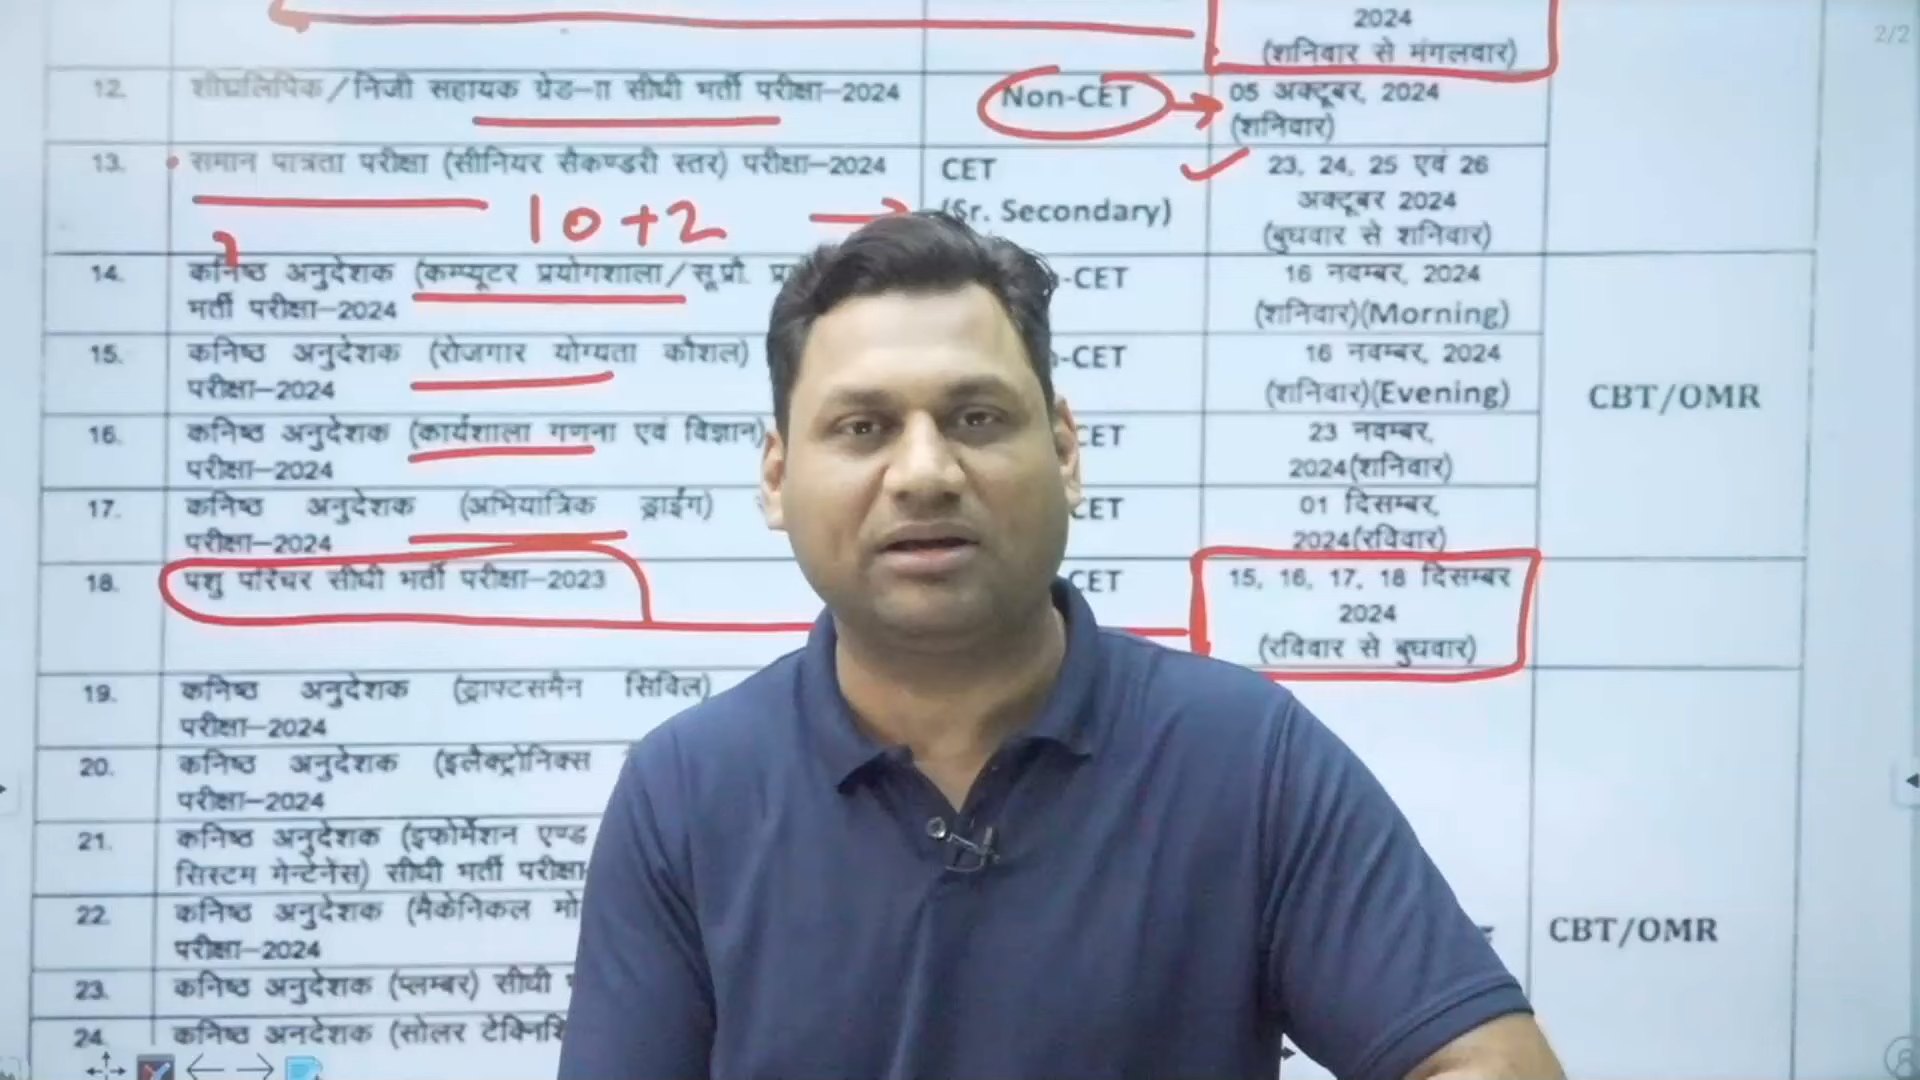 2024
(शनिवार से मंगलवार)
2/2
12. शीघ्रलिपिक/निजी सहायक ग्रेड-II सीधी भर्ती परीक्षा-2024 Non-CET 05 अक्टूबर, 2024
(शनिवार)
13. समान पात्रता परीक्षा (सीनियर सैकण्डरी स्तर) परीक्षा-2024 CET 23, 24, 25 एवं 26
(Sr. Secondary) अक्टूबर 2024
(बुधवार से शनिवार)
10+2
14. कनिष्ठ अनुदेशक (कम्प्यूटर प्रयोगशाला/सू.प्रौ. -CET 16 नवम्बर, 2024
भर्ती परीक्षा-2024 (शनिवार)(Morning)
15. कनिष्ठ अनुदेशक (रोजगार योग्यता कौशल) -CET 16 नवम्बर, 2024
परीक्षा-2024 (शनिवार)(Evening)
CBT/OMR
16. कनिष्ठ अनुदेशक (कार्यशाला गणना एवं विज्ञान) CET 23 नवम्बर,
परीक्षा-2024 2024(शनिवार)
17. कनिष्ठ अनुदेशक (अभियांत्रिक ड्राईंग) CET 01 दिसम्बर,
परीक्षा-2024 2024(रविवार)
18. पशु परिचर सीधी भर्ती परीक्षा-2023 CET 15, 16, 17, 18 दिसम्बर
2024
(रविवार से बुधवार)
19. कनिष्ठ अनुदेशक (ड्राफ्टसमैन सिविल)
परीक्षा-2024
20. कनिष्ठ अनुदेशक (इलैक्ट्रोनिक्स
परीक्षा-2024
21. कनिष्ठ अनुदेशक (इफोर्मेशन एण्ड
सिस्टम मेन्टेनेंस) सीधी भर्ती परीक्षा-
22. कनिष्ठ अनुदेशक (मैकेनिकल मो
परीक्षा-2024
CBT/OMR
23. कनिष्ठ अनुदेशक (प्लम्बर) सीधी
24. कनिष्ठ अनुदेशक (सोलर